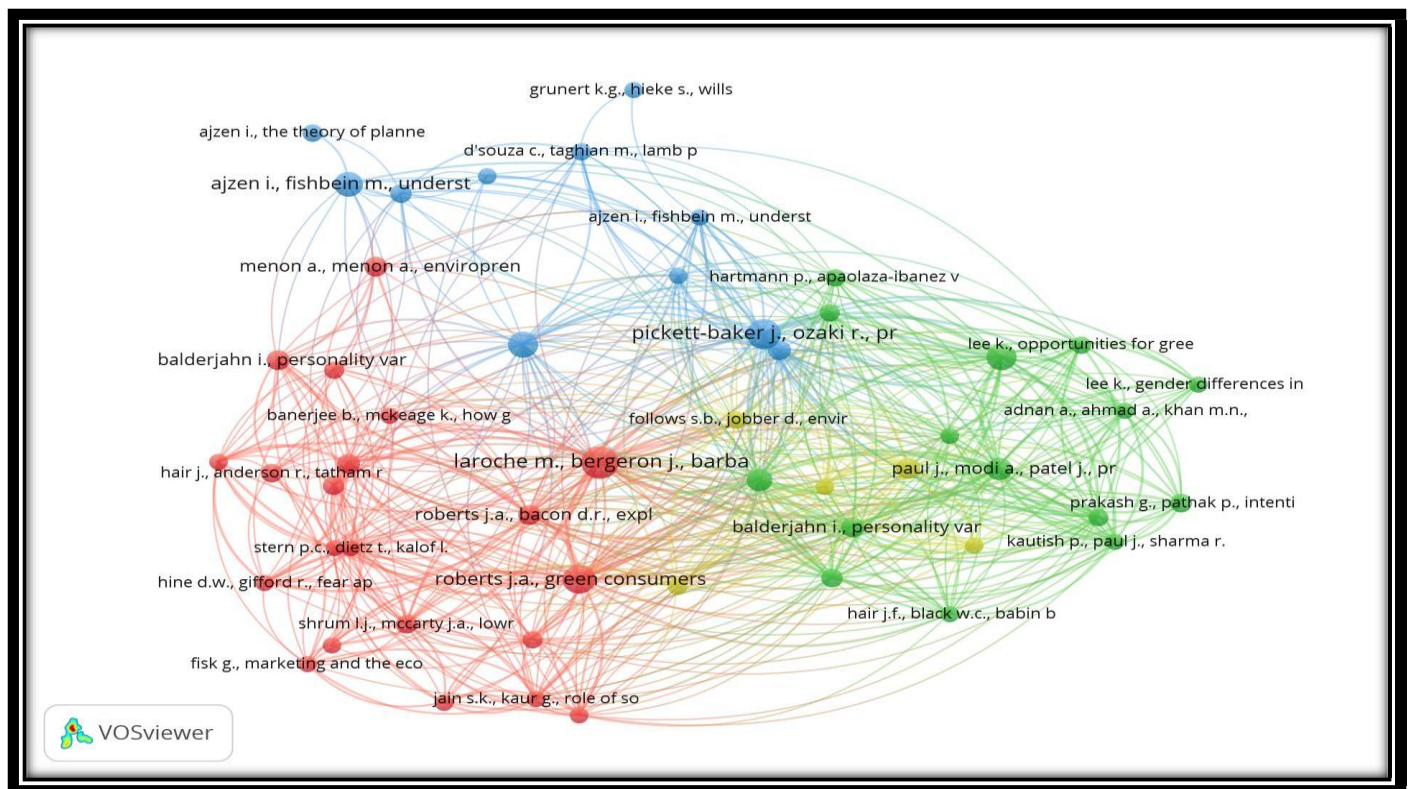 grunert k.g., hieke s., wills
ajzen i., the theory of planne
d'souza c., taghian m., lamb p
ajzen i., fishbein m., underst
ajzen i., fishbein m., underst
menon a., menon a., enviropren
hartmann p., apaolaza-ibanez v
pickett-baker j., ozaki r., pr
lee k., opportunities for gree
balderjahn i., personality var
lee k., gender differences in
adnan a., ahmad a., khan m.n.,
banerjee b., mckeage k., how g
follows s.b., jobber d., envir
laroche m., bergeron j., barba
paul j., modi a., patel j., pr
hair j., anderson r., tatham r
prakash g., pathak p., intenti
roberts j.a., bacon d.r., expl
balderjahn i., personality var
kautish p., paul j., sharma r.
stern p.c., dietz t., kalof l.
hine d.w., gifford r., fear ap
roberts j.a., green consumers
hair j.f., black w.c., babin b
shrum l.j., mccarty j.a., lowr
fisk g., marketing and the eco
jain s.k., kaur g., role of so
VOSviewer